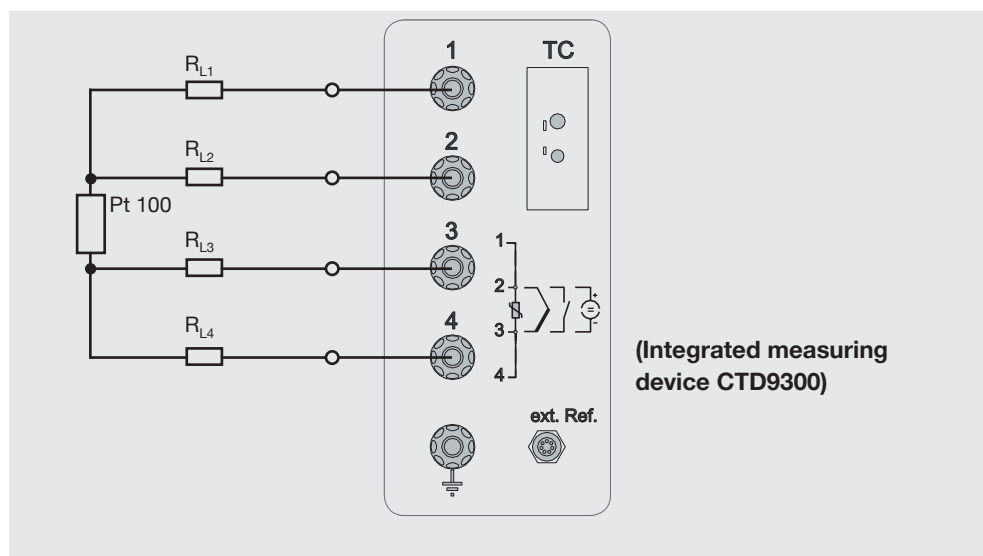 1
TC
R_L1
2
R_L2
Pt 100
3
R_L3
1
2
3
4
4
R_L4
+
=
–
(Integrated measuring
device CTD9300)
ext. Ref.